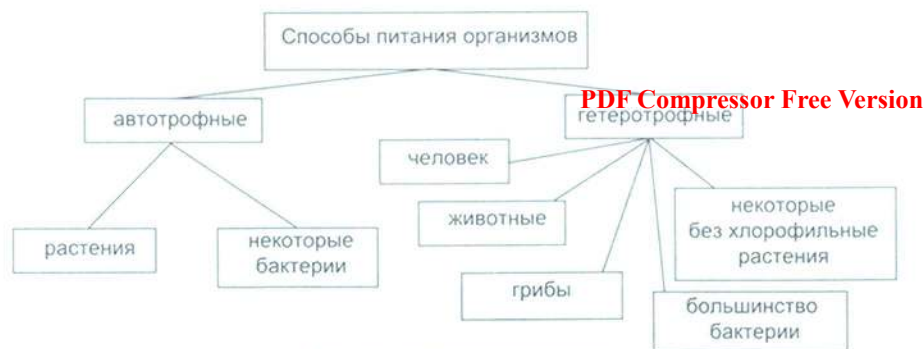 Способы питания организмов
PDF Compressor Free Version
автотрофные
гетеротрофные
человек
животные
некоторые
без хлорофильные
растения
растения
некоторые
бактерии
грибы
большинство
бактерии